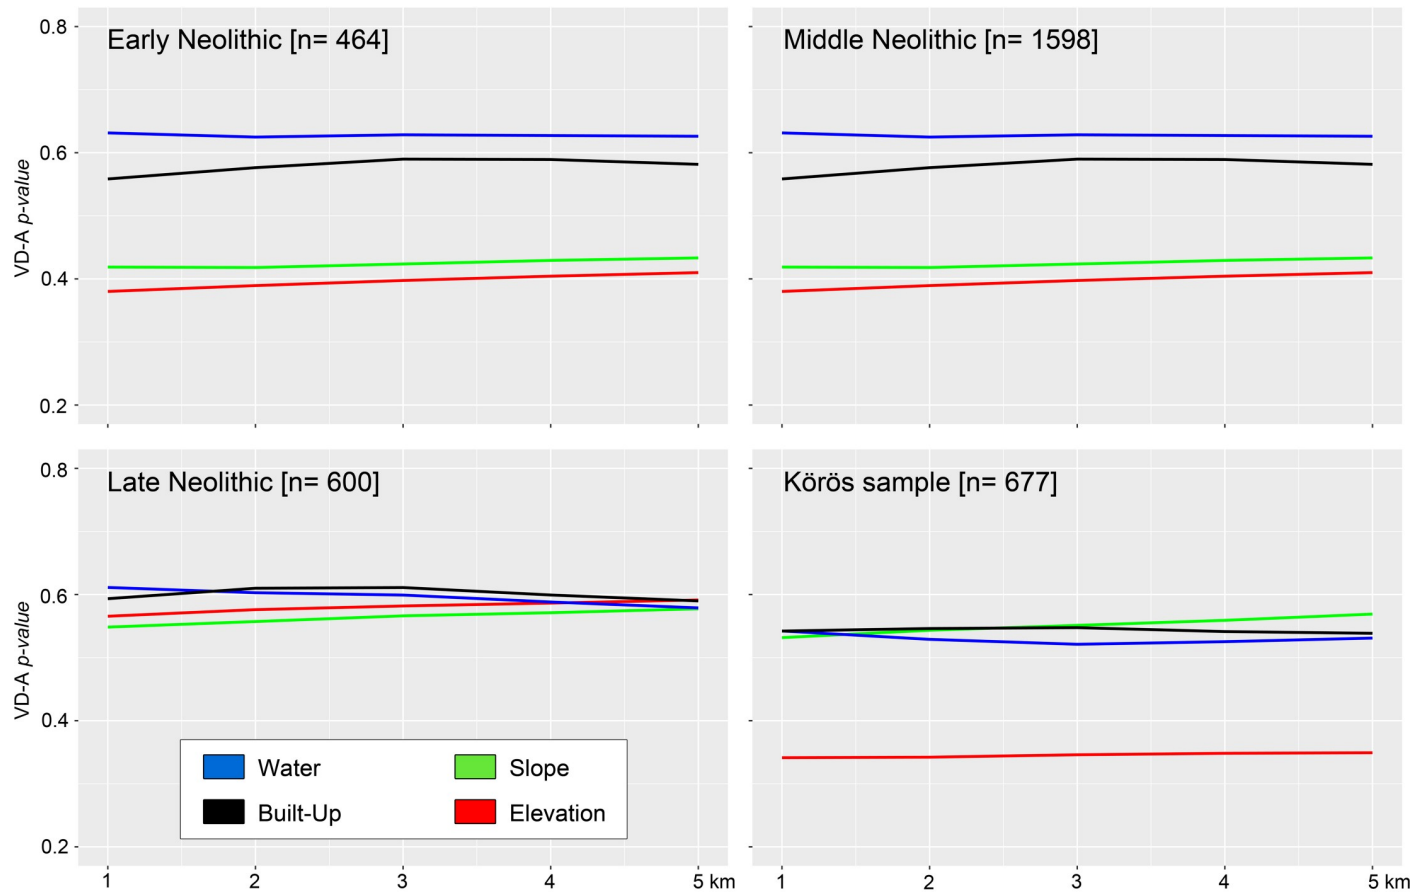 Early Neolithic [n= 464]
Middle Neolithic [n= 1598]
0.8
0.6
0.4
0.2
VD-A p-value
Late Neolithic [n= 600]
Körös sample [n= 677]
0.8
0.6
0.4
0.2
VD-A p-value
Water
Slope
Built-Up
Elevation
1 2 3 4 5 km
1 2 3 4 5 km